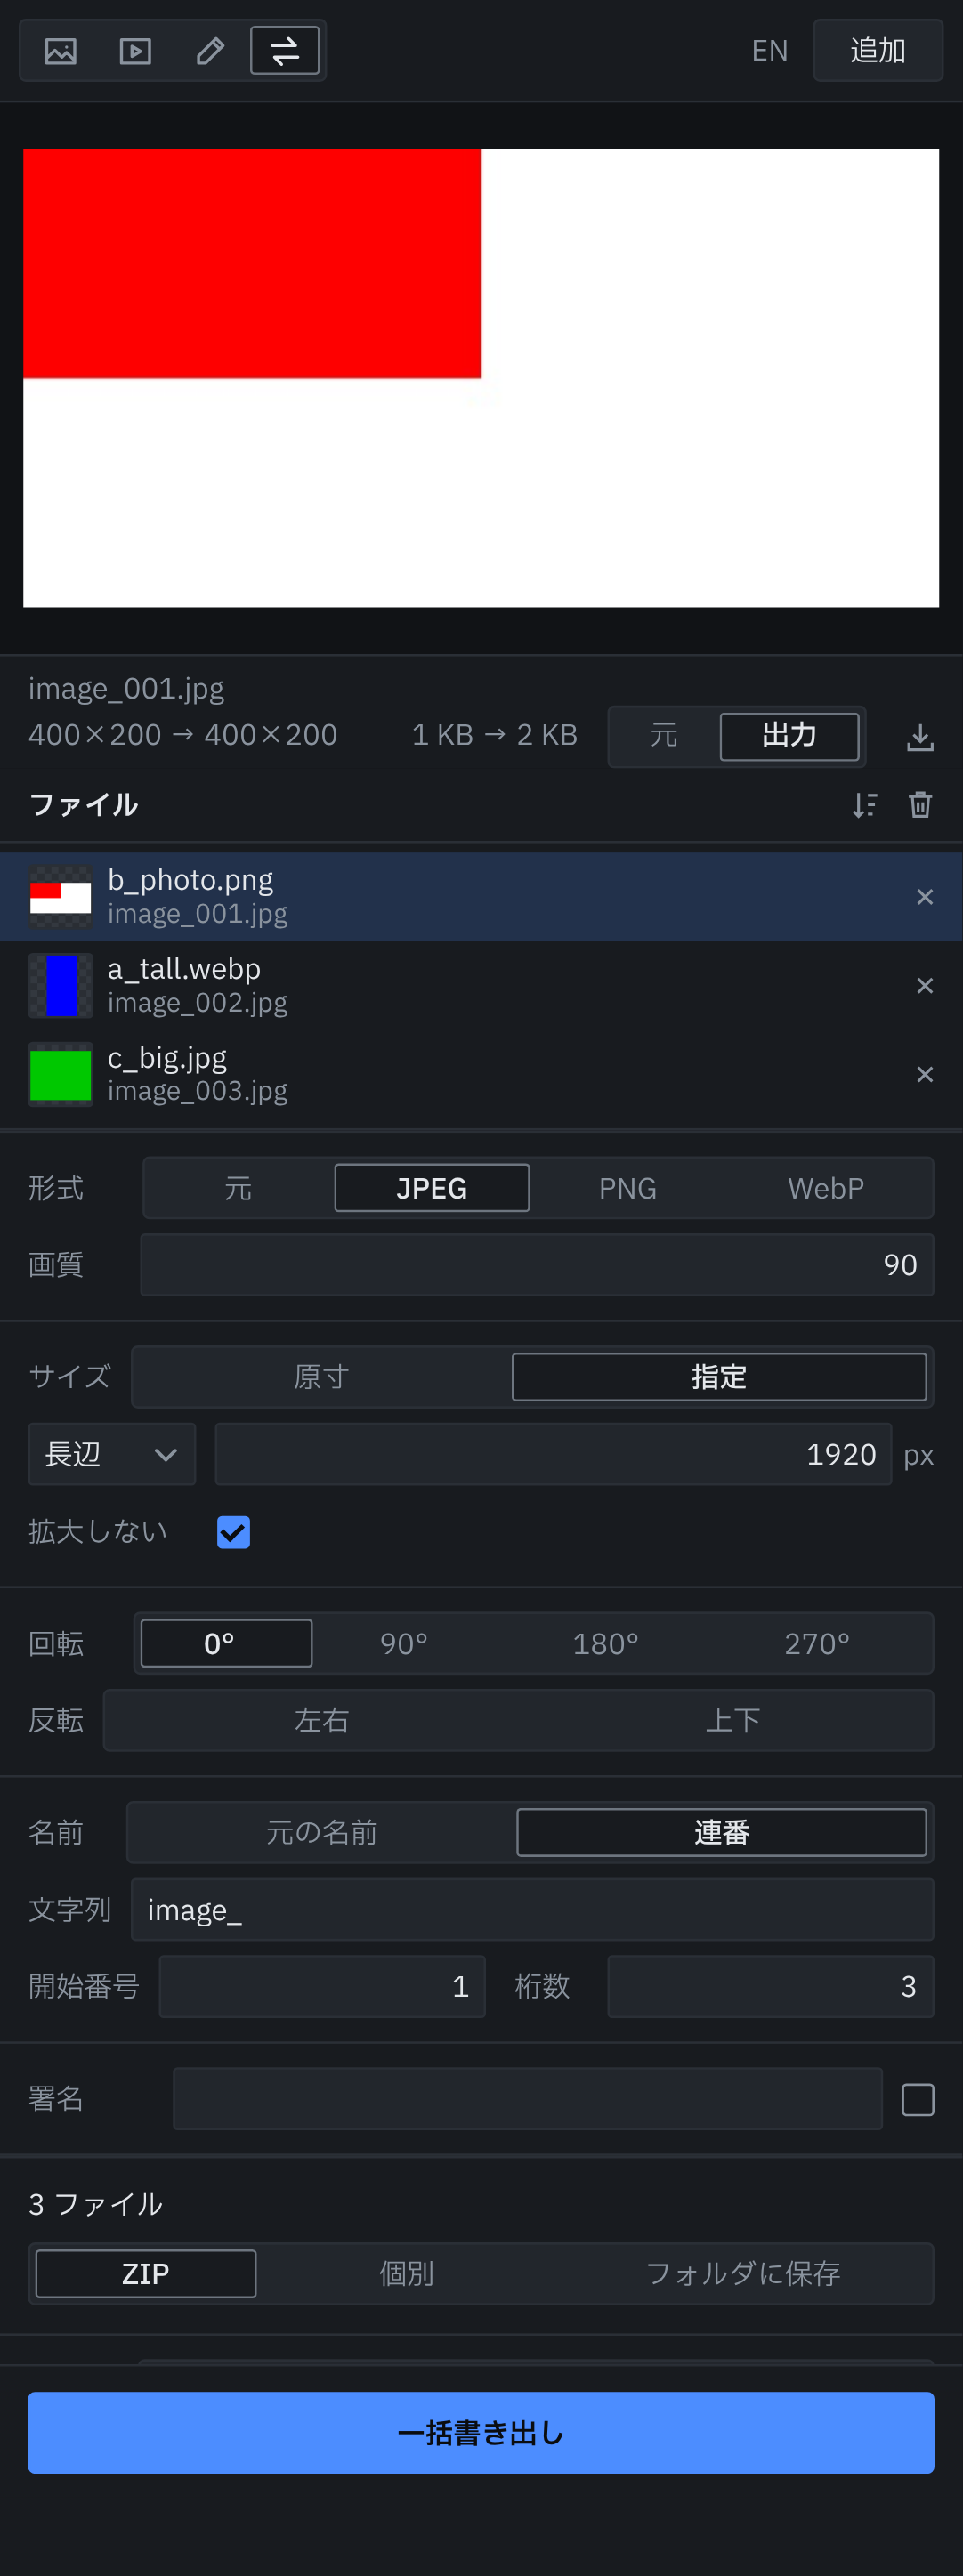 EN 追加
image_001.jpg
400×200 → 400×200 1 KB → 2 KB 元 出力
ファイル
b_photo.png
image_001.jpg
a_tall.webp
image_002.jpg
c_big.jpg
image_003.jpg
形式 元 JPEG PNG WebP
画質 90
サイズ 原寸 指定
長辺 1920 px
拡大しない
回転 0° 90° 180° 270°
反転 左右 上下
名前 元の名前 連番
文字列 image_
開始番号 1 桁数 3
署名
3 ファイル
ZIP 個別 フォルダに保存
一括書き出し